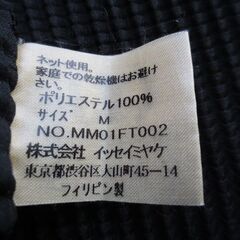 ネット使用。
家庭での乾燥機はお避け
さい。
ポリエステル100%
サイズ M
NO.MM01FT002
株式会社 イッセイミヤケ
東京都渋谷区大山町45-14
フィリピン製